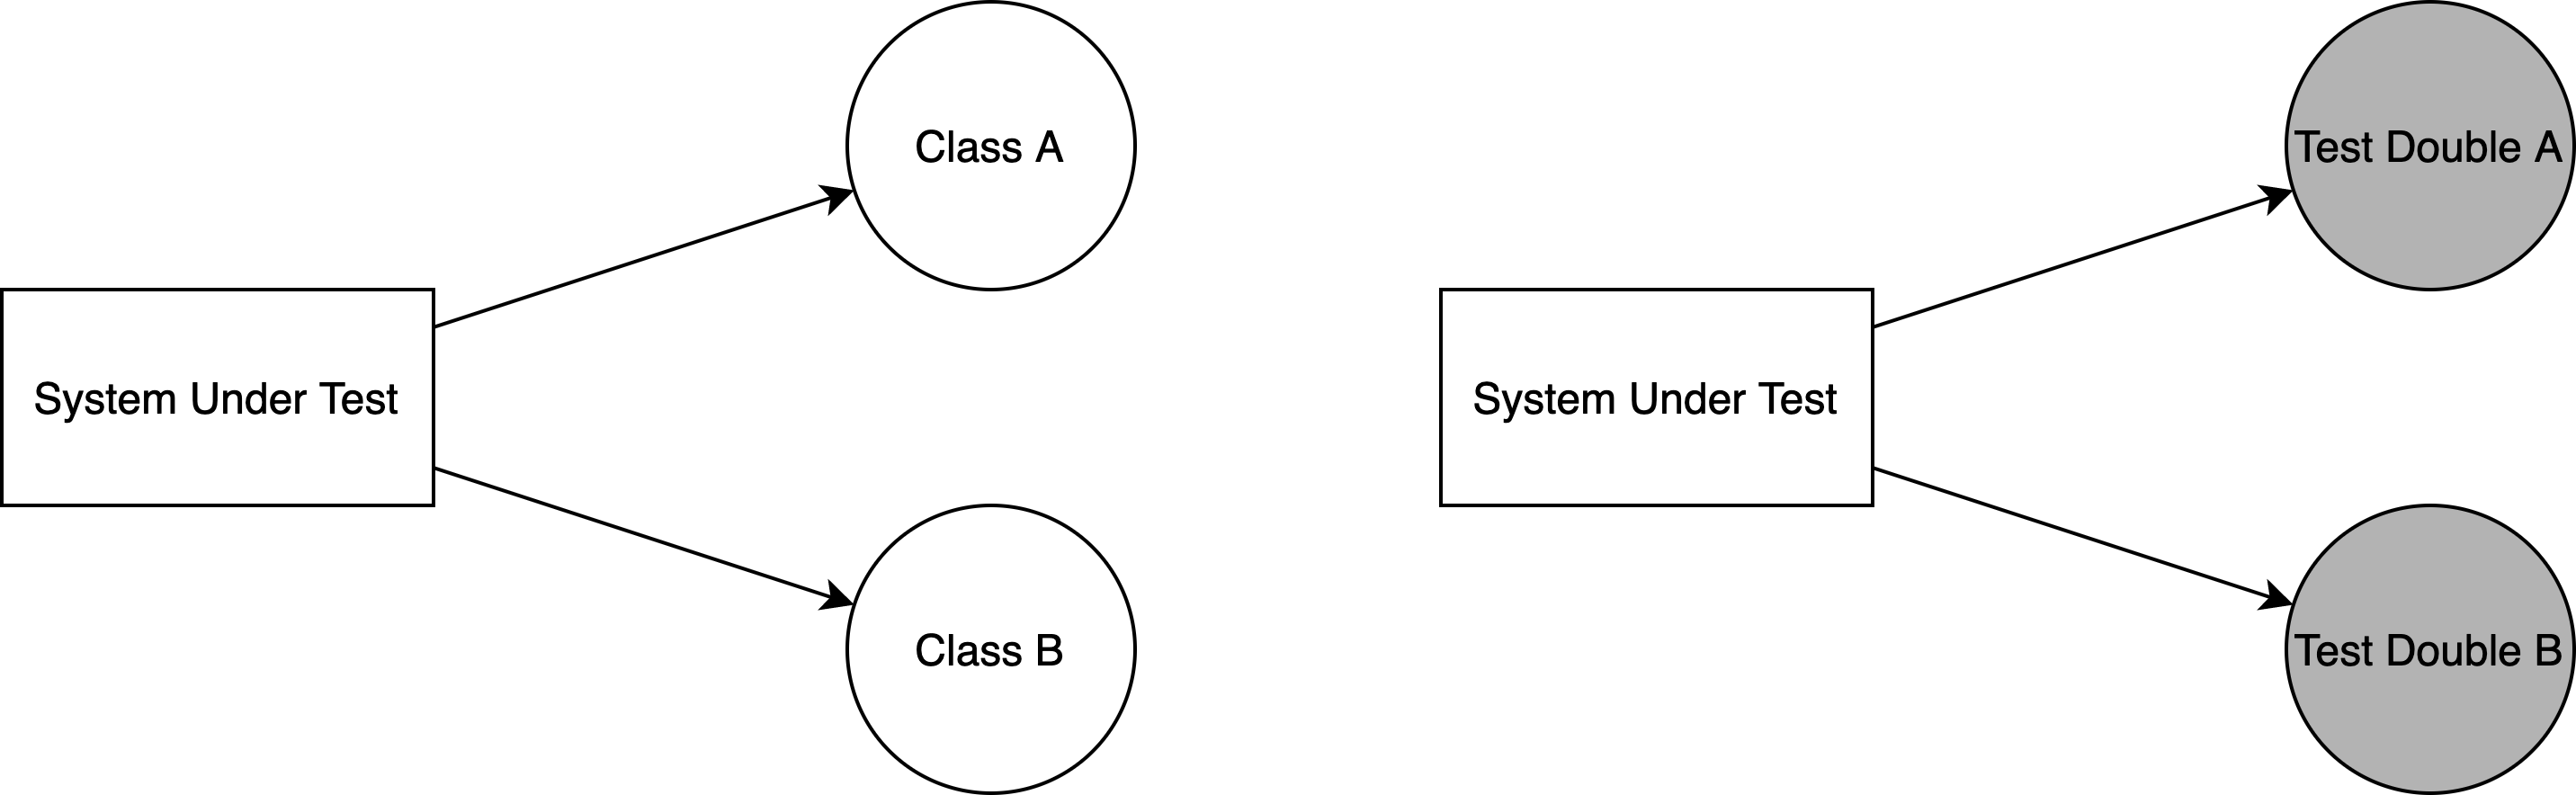 Class A
System Under Test
Class B
Test Double A
System Under Test
Test Double B